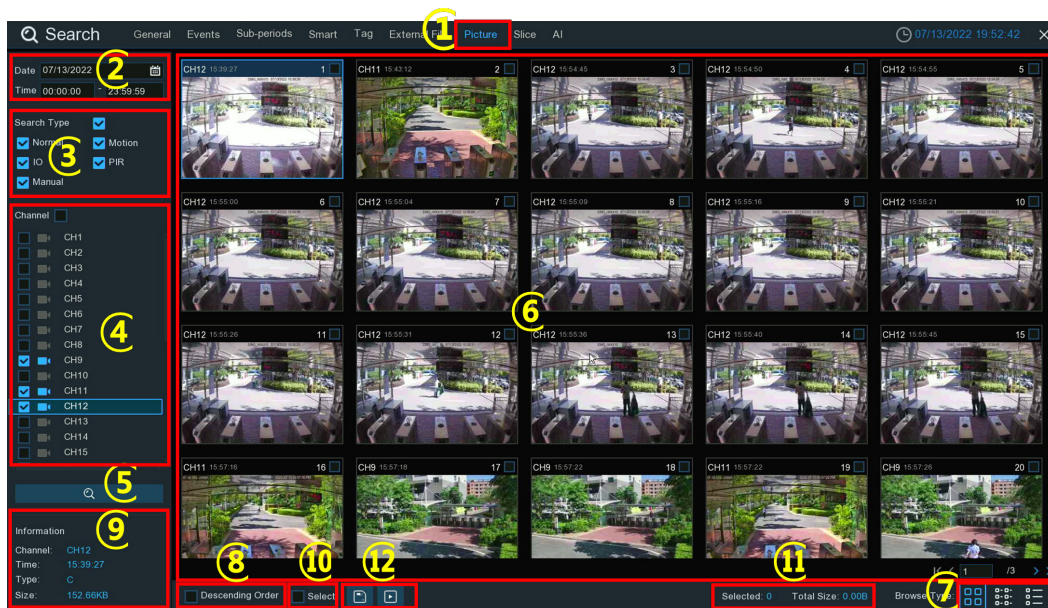 Search General Events Sub-periods Smart Tag External Fi 1 Picture Slice AI 07/13/2022 19:52:42
Date 07/13/2022 2
Time 00:00:00 - 23:59:59
Search Type
Normal Motion
3
IO PIR
Manual
Channel
CH1
CH2
CH3
CH4
CH5
CH6
CH7
4
CH8
CH9
CH10
CH11
CH12
CH13
CH14
CH15
5
9
Information
Channel: CH12
Time: 15:39:27
Type: C
Size: 152.66KB
CH12 15:39:27 1
CH11 15:43:12 2
CH12 15:54:45 3
CH12 15:54:50 4
CH12 15:54:55 5
CH12 15:55:00 6
CH12 15:55:04 7
CH12 15:55:09 8
CH12 15:55:16 9
CH12 15:55:21 10
6
CH12 15:55:26 11
CH12 15:55:31 12
CH12 15:55:36 13
CH12 15:55:40 14
CH12 15:55:45 15
CH11 15:57:16 16
CH9 15:57:18 17
CH9 15:57:22 18
CH11 15:57:22 19
CH9 15:57:26 20
1 /3
8 10 12 11 7
Descending Order Select Selected: 0 Total Size: 0.00B Browse Type: